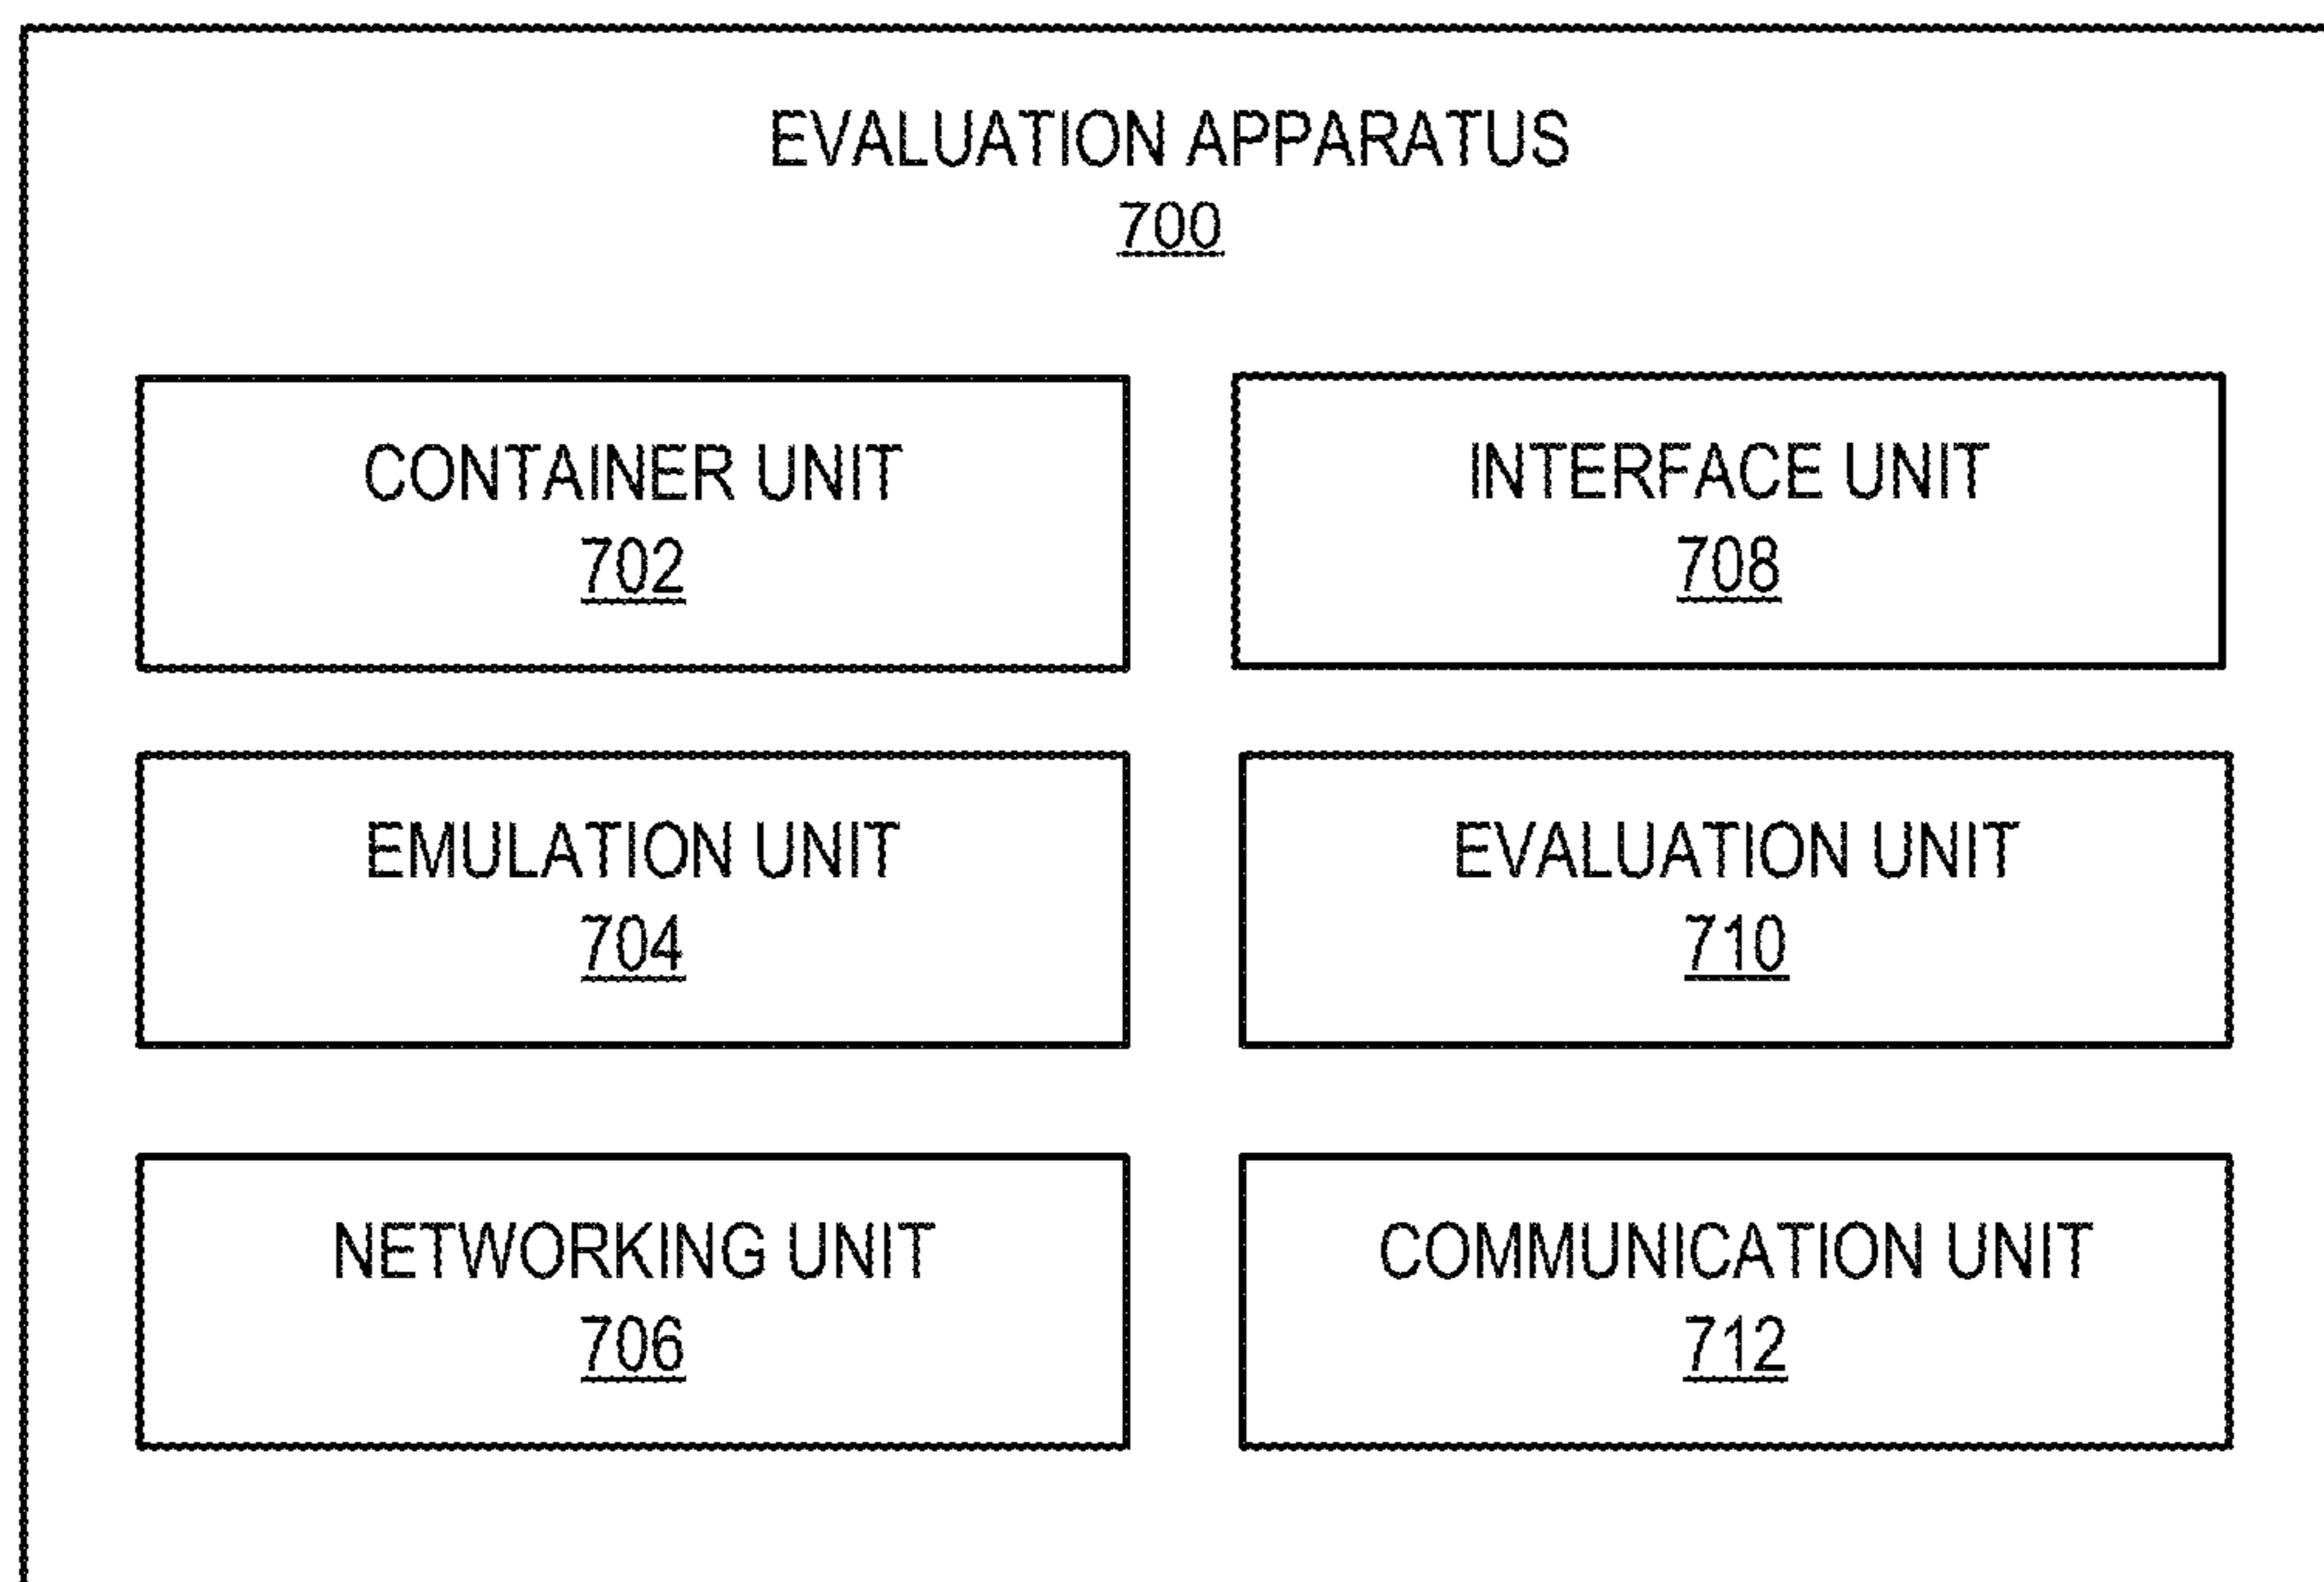 EVALUATION APPARATUS
700
CONTAINER UNIT
702
INTERFACE UNIT
708
EMULATION UNIT
704
EVALUATION UNIT
710
NETWORKING UNIT
706
COMMUNICATION UNIT
712